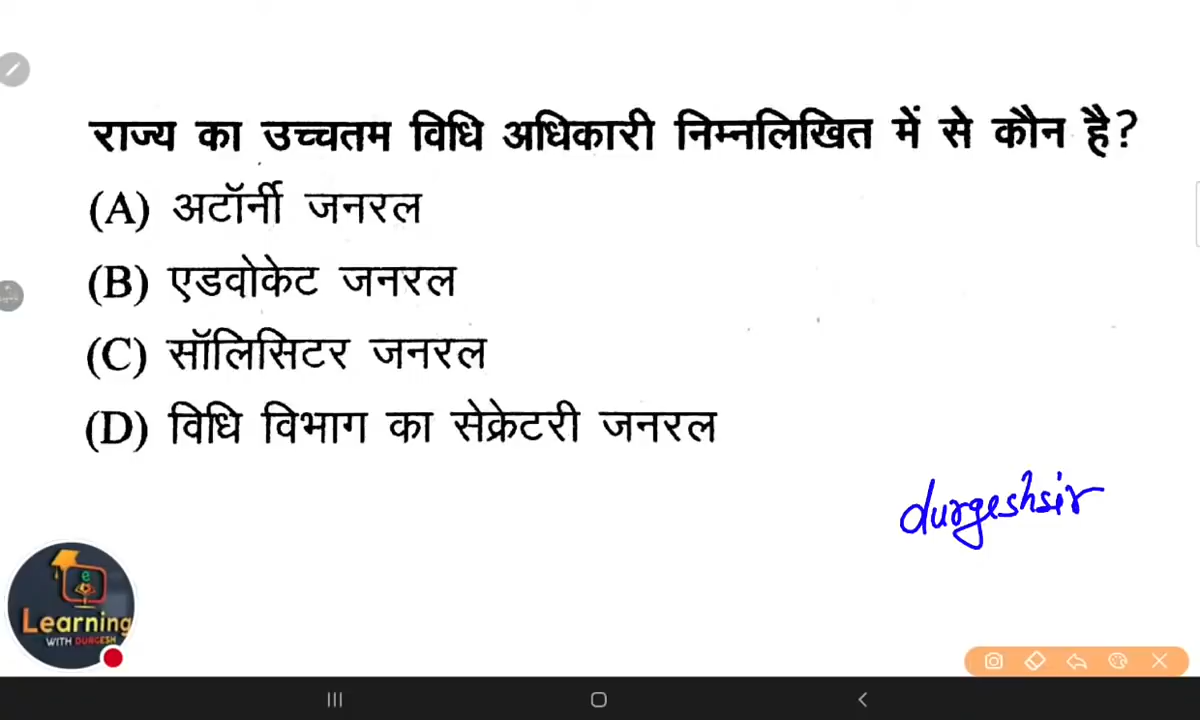 राज्य का उच्चतम विधि अधिकारी निम्नलिखित में से कौन है?
(A) अटॉर्नी जनरल
(B) एडवोकेट जनरल
(C) सॉलिसिटर जनरल
(D) विधि विभाग का सेक्रेटरी जनरल
durgeshsir
e
Learning
WITH DURGESH